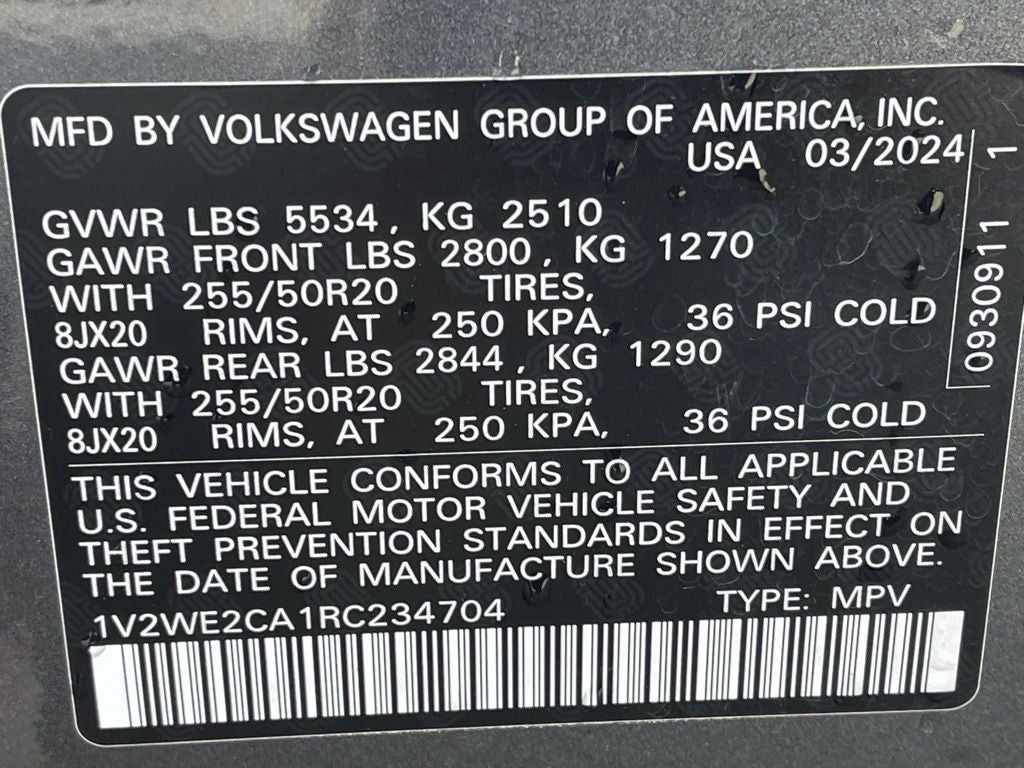 MFD BY VOLKSWAGEN GROUP OF AMERICA, INC.
USA 03/2024
GVWR LBS 5534, KG 2510
GAWR FRONT LBS 2800, KG 1270
WITH 255/50R20 TIRES,
8JX20 RIMS, AT 250 KPA, 36 PSI COLD
GAWR REAR LBS 2844, KG 1290
WITH 255/50R20 TIRES,
8JX20 RIMS, AT 250 KPA, 36 PSI COLD
THIS VEHICLE CONFORMS TO ALL APPLICABLE
U.S. FEDERAL MOTOR VEHICLE SAFETY AND
THEFT PREVENTION STANDARDS IN EFFECT ON
THE DATE OF MANUFACTURE SHOWN ABOVE.
1V2WE2CA1RC234704 TYPE: MPV
0930911 1